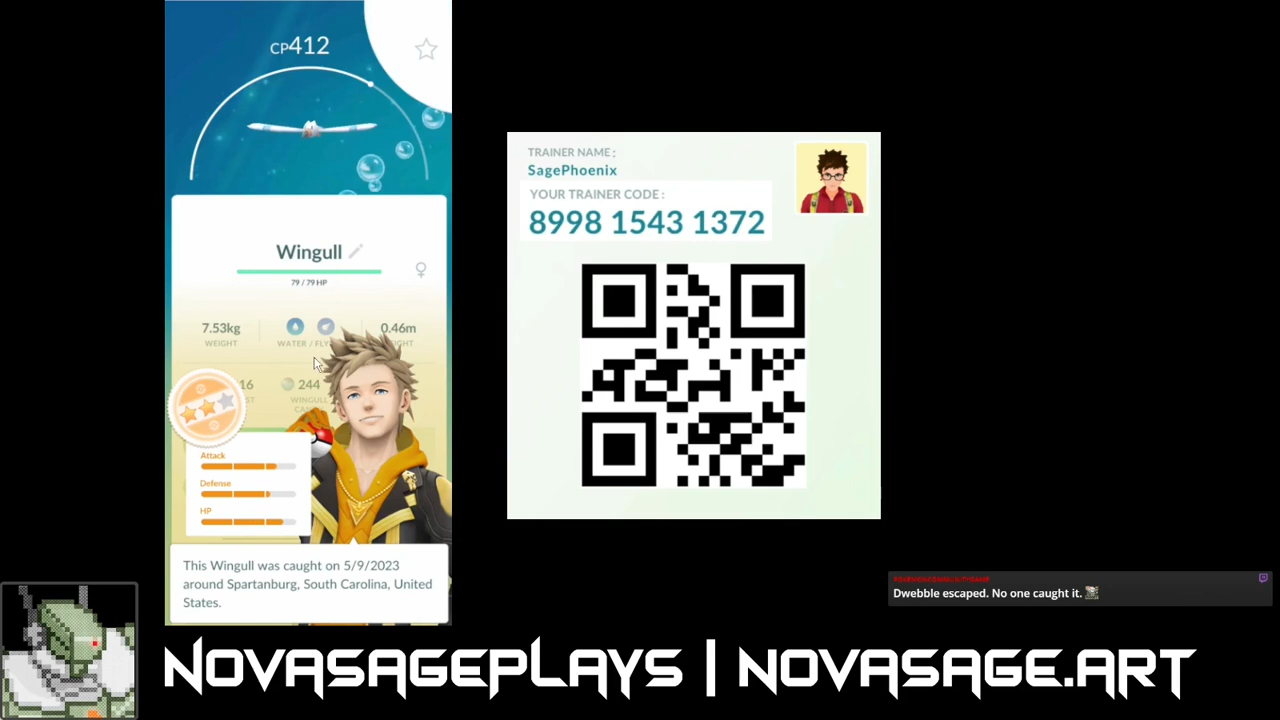 CP412
Wingull
79 / 79 HP
7.53kg
WEIGHT
WATER / FLY
0.46m
16
244
WINGULL
Attack
Defense
HP
This Wingull was caught on 5/9/2023
around Spartanburg, South Carolina, United
States.
TRAINER NAME :
SagePhoenix
YOUR TRAINER CODE :
8998 1543 1372
Dwebble escaped. No one caught it.
NOVASAGEPLAYS | NOVASAGE.ART